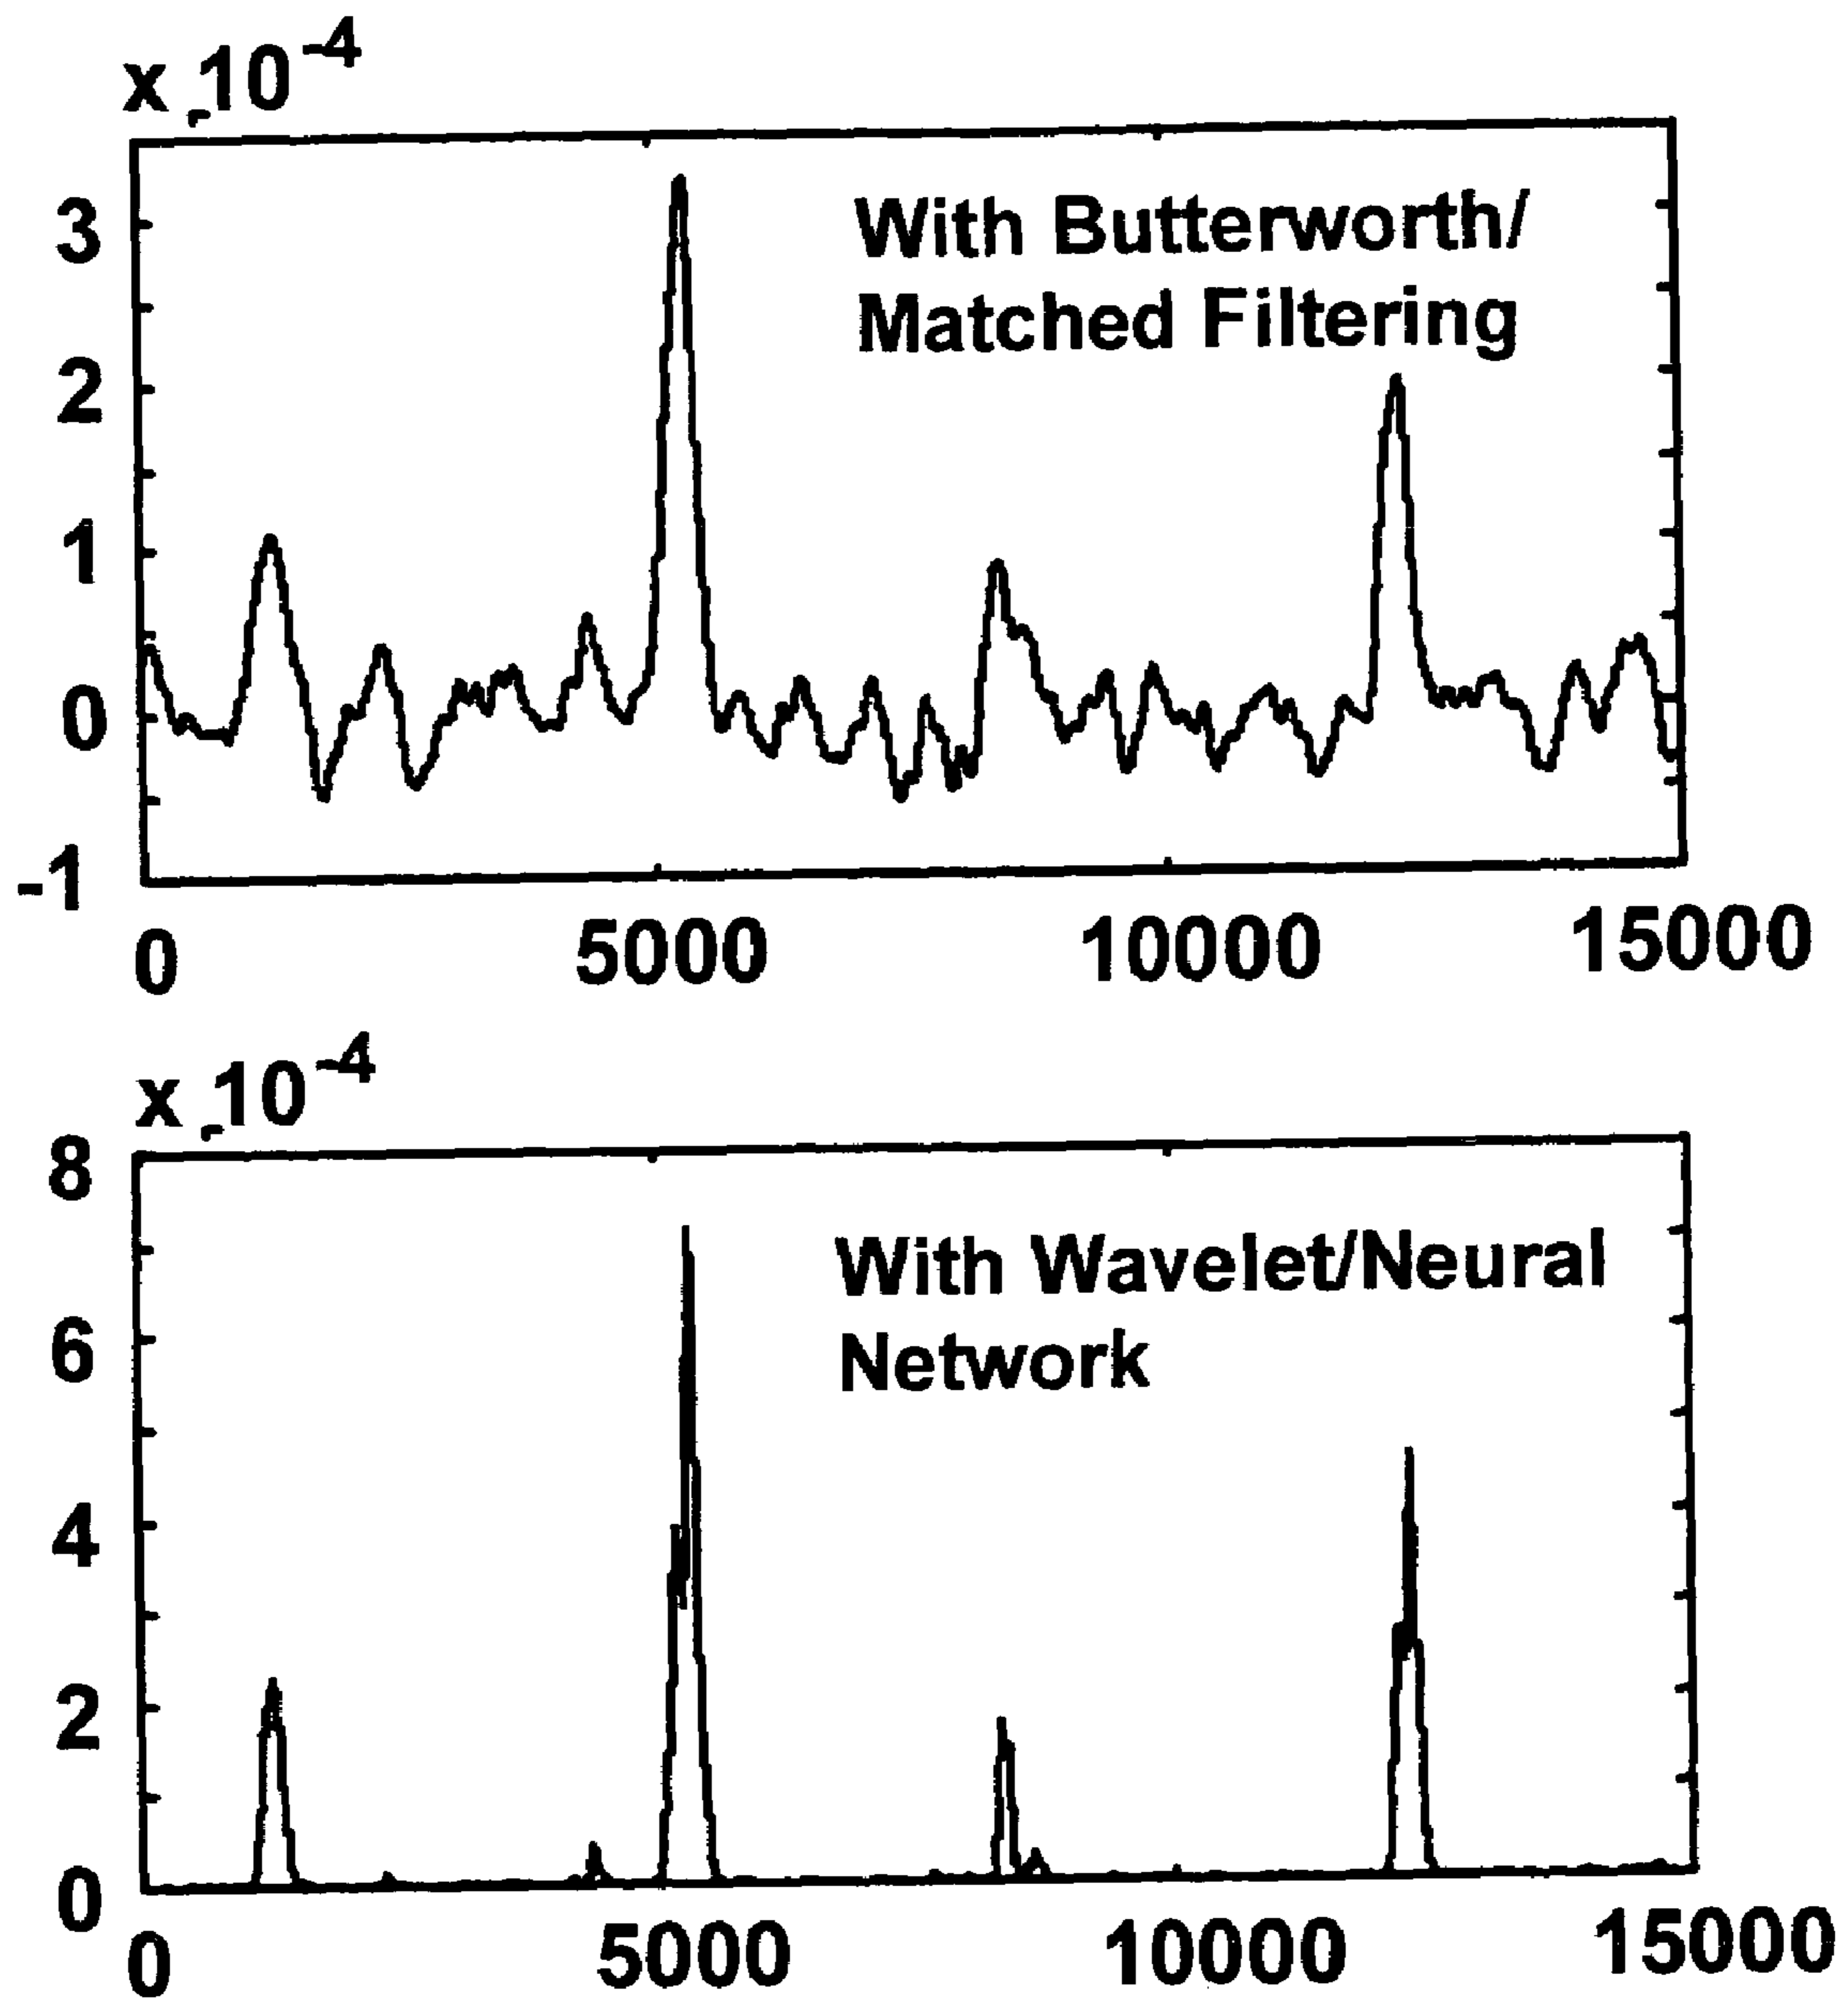 x 10-4
3
With Butterworth/
Matched Filtering
2
1
0
-1
0 5000 10000 15000
x 10-4
8
With Wavelet/Neural
6
Network
4
2
0
0 5000 10000 15000